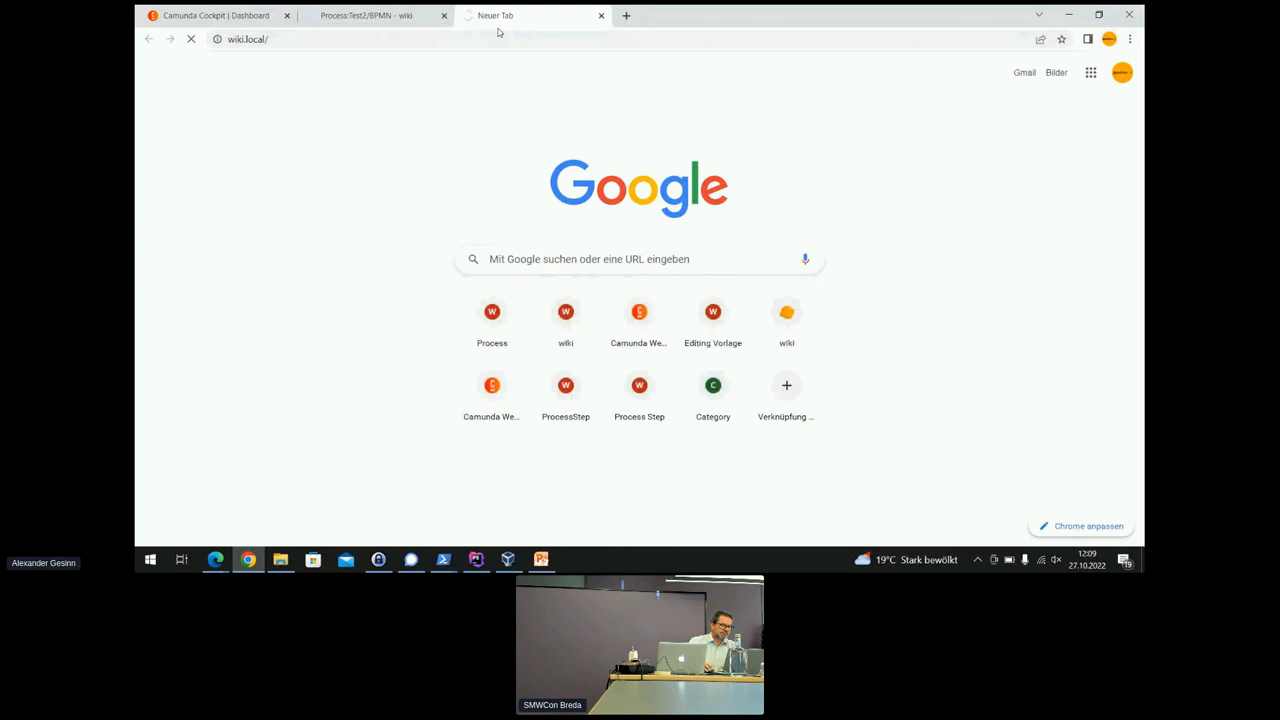 Camunda Cockpit | Dashboard
Process:Test2/BPMN - wiki
Neuer Tab
wiki.local/
Gmail
Bilder
Google
Mit Google suchen oder eine URL eingeben
Process
wiki
Camunda We...
Editing Vorlage
wiki
Camunda We...
ProcessStep
Process Step
Category
Verknüpfung ...
Chrome anpassen
19°C Stark bewölkt
12:09
27.10.2022
19
Alexander Gesinn
SMWCon Breda